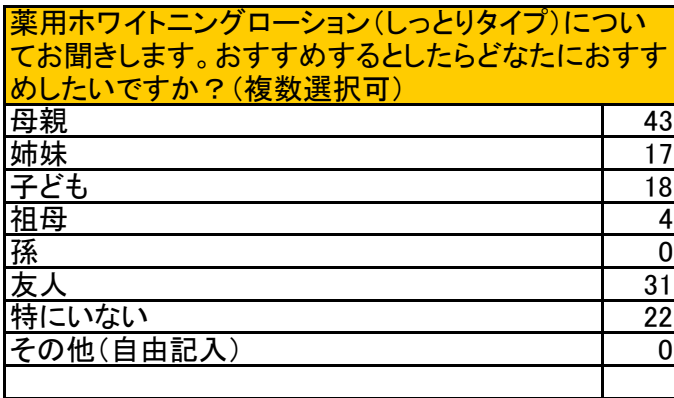 薬用ホワイトニングローション（しっとりタイプ）につい
てお聞きします。おすすめするとしたらどなたにおすす
めしたいですか？（複数選択可）
母親 43
姉妹 17
子ども 18
祖母 4
孫 0
友人 31
特にいない 22
その他（自由記入） 0